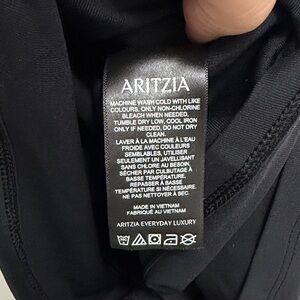 ARITZIA
MACHINE WASH COLD WITH LIKE
COLOURS, ONLY NON-CHLORINE
BLEACH WHEN NEEDED,
TUMBLE DRY LOW, COOL IRON
ONLY IF NEEDED, DO NOT DRY
CLEAN.
LAVER À LA MACHINE À L'EAU
FROIDE AVEC COULEURS
SEMBLABLES, UTILISER
SEULEMENT UN JAVELLISANT
SANS CHLORE AU BESOIN,
SÉCHER PAR CULBUTAGE À
BASSE TEMPÉRATURE,
RÉPASSER À BASSE
TEMPÉRATURE SI NÉCESSAIRE.
NE PAS NETTOYER À SEC.
MADE IN VIETNAM
FABRIQUÉ AU VIETNAM
ARITZIA EVERYDAY LUXURY